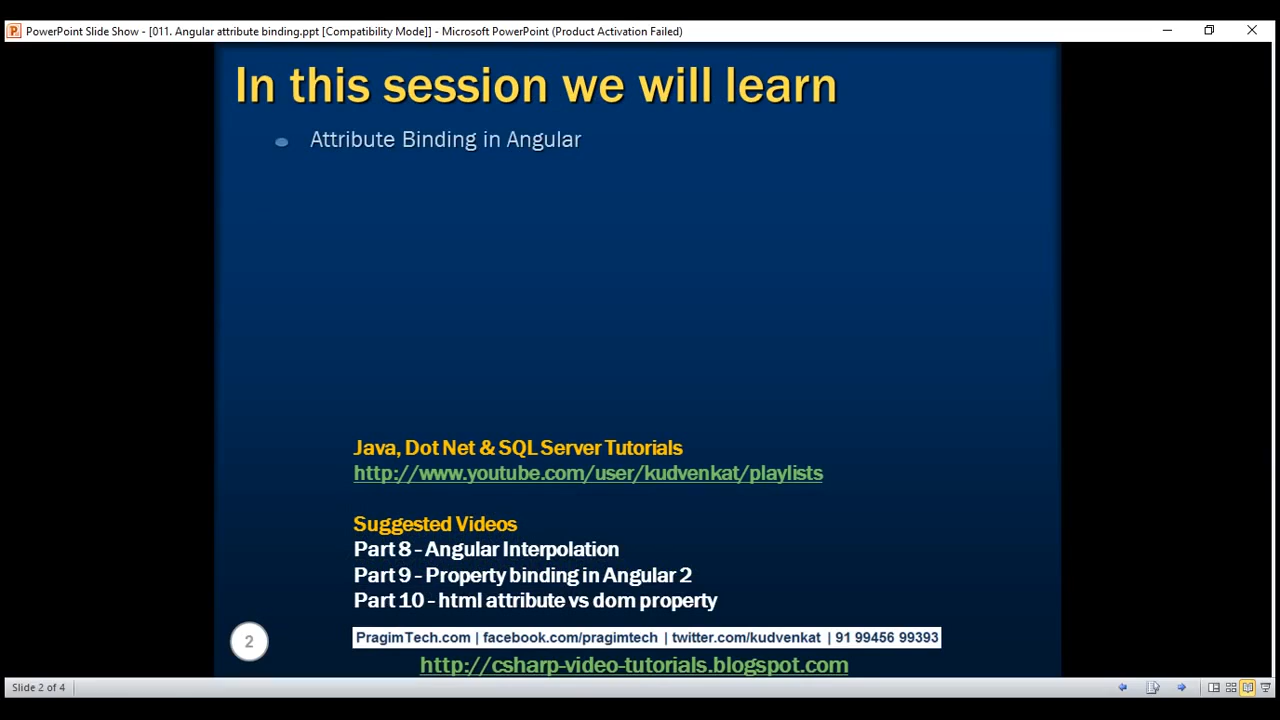 PowerPoint Slide Show - [011. Angular attribute binding.ppt [Compatibility Mode]] - Microsoft PowerPoint (Product Activation Failed)
In this session we will learn
Attribute Binding in Angular
Java, Dot Net & SQL Server Tutorials
http://www.youtube.com/user/kudvenkat/playlists
Suggested Videos
Part 8 - Angular Interpolation
Part 9 - Property binding in Angular 2
Part 10 - html attribute vs dom property
2
PragimTech.com | facebook.com/pragimtech | twitter.com/kudvenkat | 91 99456 99393
http://csharp-video-tutorials.blogspot.com
Slide 2 of 4